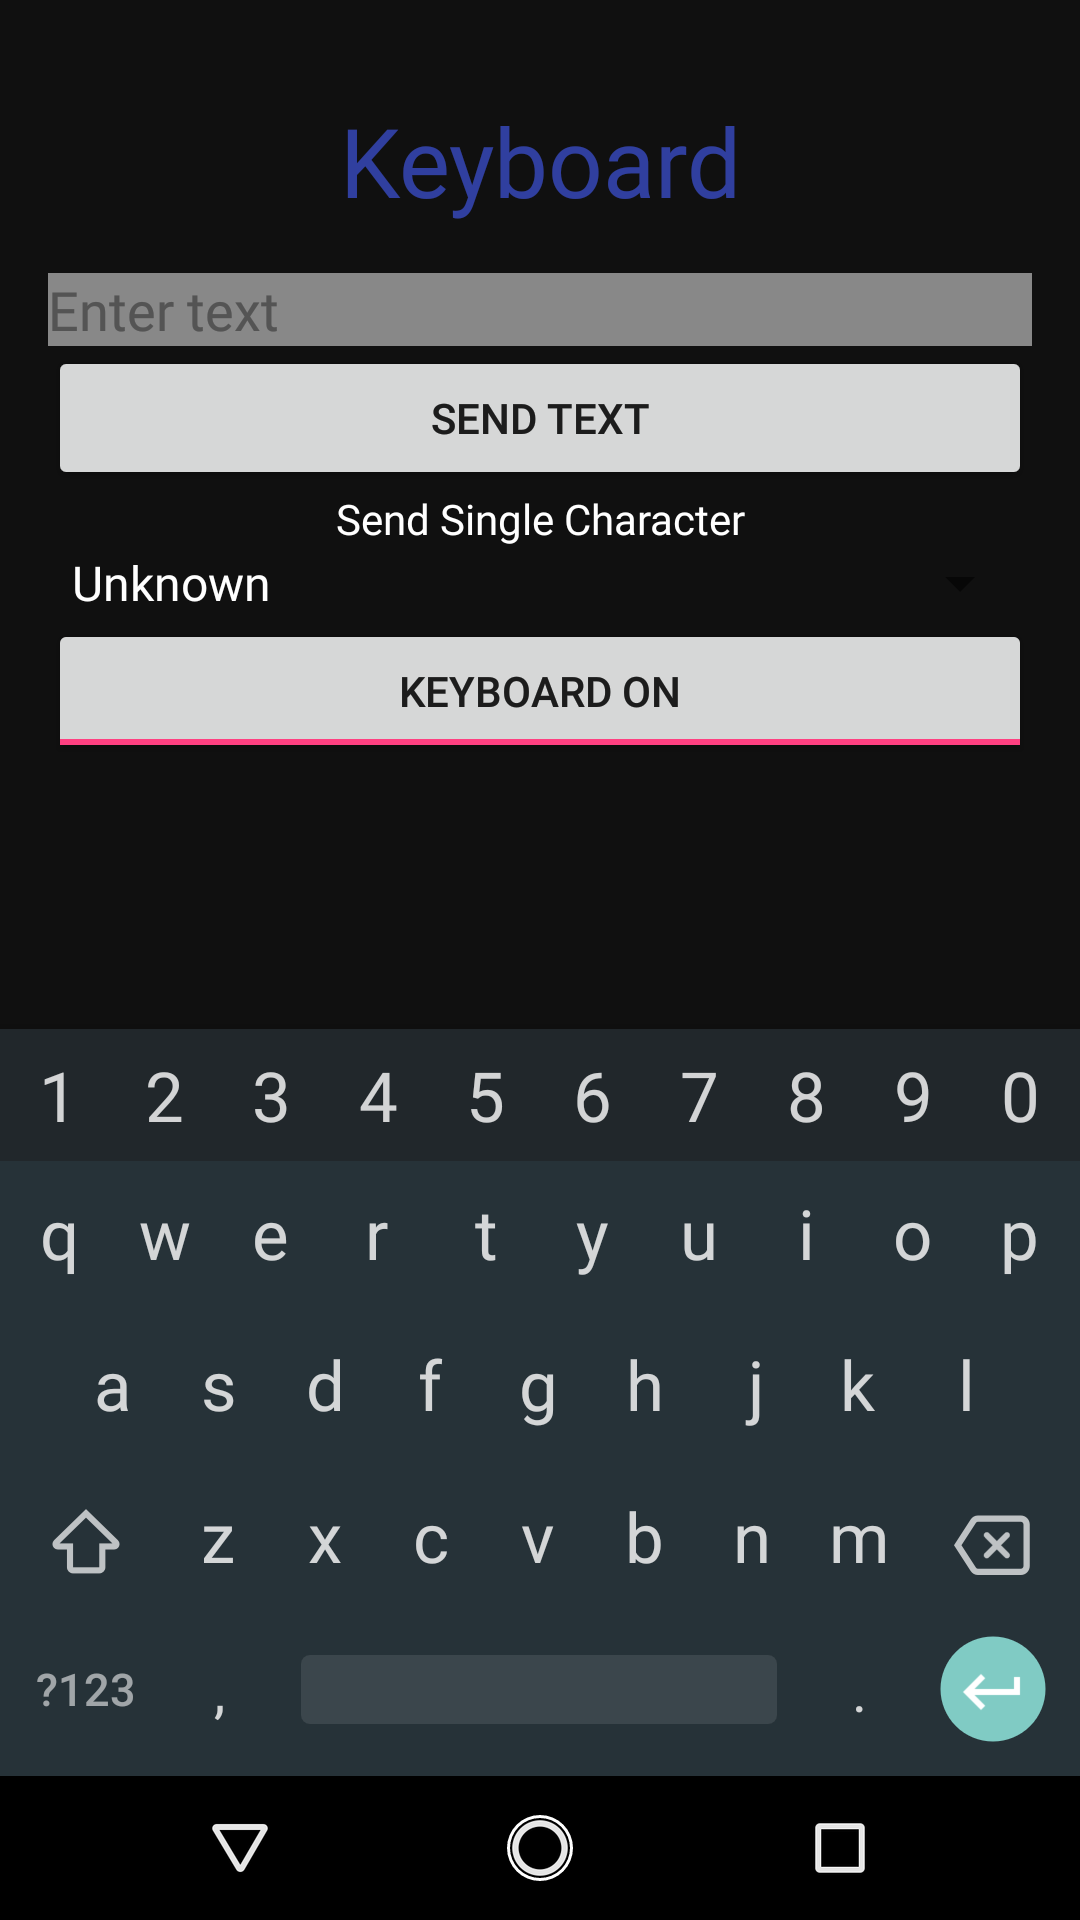 Keyboard
Enter text
SEND TEXT
Send Single Character
Unknown
KEYBOARD ON
1 2 3 4 5 6 7 8 9 0
q w e r t y u i o p
a s d f g h j k l
z x c v b n m
?123 , .